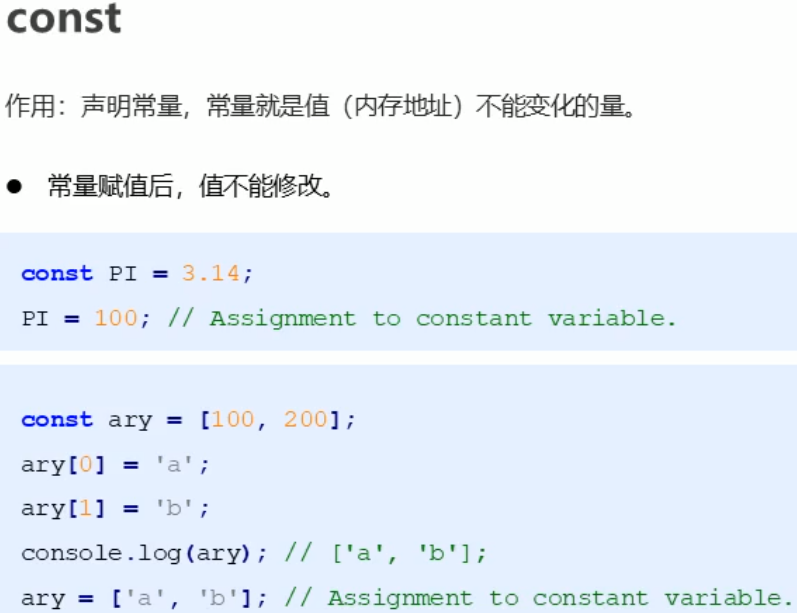 const
作用：声明常量，常量就是值（内存地址）不能变化的量。
● 常量赋值后，值不能修改。
const PI = 3.14;
PI = 100; // Assignment to constant variable.
const ary = [100, 200];
ary[0] = 'a';
ary[1] = 'b';
console.log(ary); // ['a', 'b'];
ary = ['a', 'b']; // Assignment to constant variable.